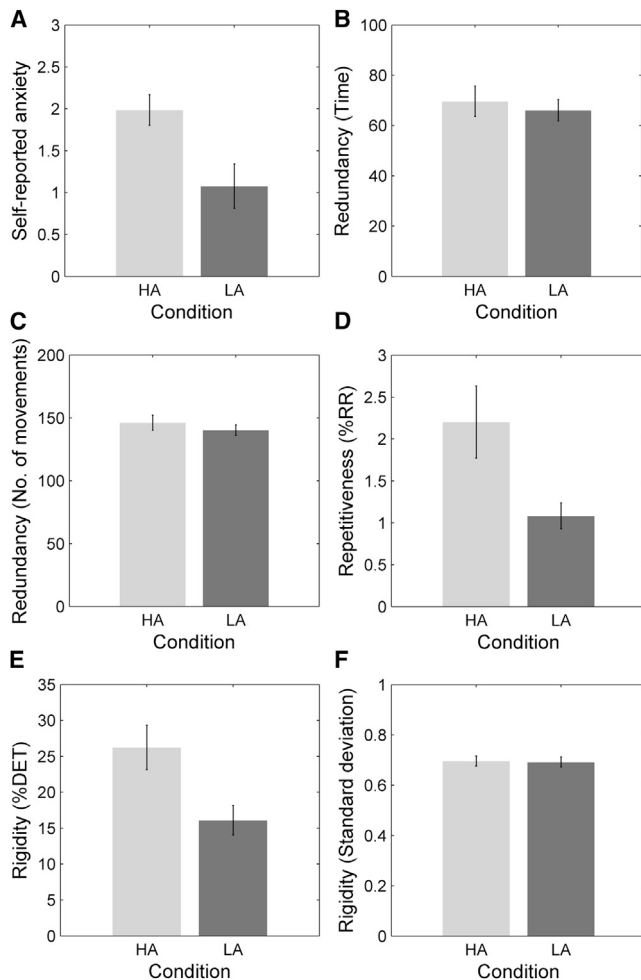 A
Self-reported anxiety
3
2.5
2
1.5
1
0.5
0
HA LA
Condition
B
Redundancy (Time)
100
80
60
40
20
0
HA LA
Condition
C
Redundancy (No. of movements)
200
150
100
50
0
HA LA
Condition
D
Repetitiveness (%RR)
3
2.5
2
1.5
1
0.5
0
HA LA
Condition
E
Rigidity (%DET)
35
30
25
20
15
10
5
0
HA LA
Condition
F
Rigidity (Standard deviation)
1
0.8
0.6
0.4
0.2
0
HA LA
Condition